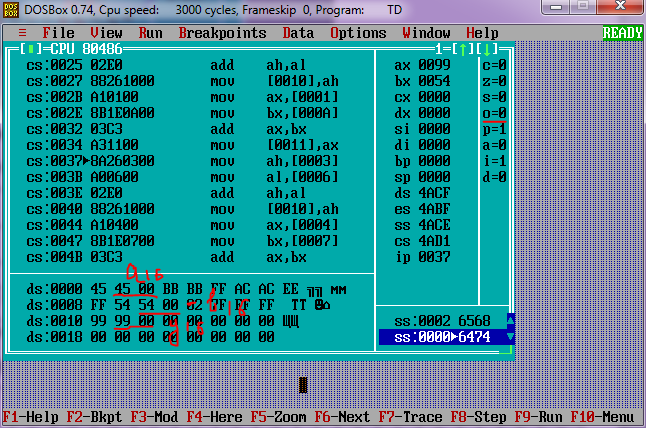 DOSBox 0.74, Cpu speed: 3000 cycles, Frameskip 0, Program: TD
≡ File View Run Breakpoints Data Options Window Help READY
[▮]=CPU 80486 1=[↑][↓]
cs:0025 02E0 add ah,al ax 0099 c=0
cs:0027 88261000 mov [0010],ah bx 0054 z=0
cs:002B A10100 mov ax,[0001] cx 0000 s=0
cs:002E 8B1E0A00 mov bx,[000A] dx 0000 o=0
cs:0032 03C3 add ax,bx si 0000 p=1
cs:0034 A31100 mov [0011],ax di 0000 a=0
cs:0037►8A260300 mov ah,[0003] bp 0000 i=1
cs:003B A00600 mov al,[0006] sp 0000 d=0
cs:003E 02E0 add ah,al ds 4ACF
cs:0040 88261000 mov [0010],ah es 4ABF
cs:0043 A10400 mov ax,[0004] ss 4ACE
cs:0047 8B1E0700 mov bx,[0007] cs 4AD1
cs:004B 03C3 add ax,bx ip 0037
a16
ds:0000 45 45 00 BB BB FF AC AC EE ╗╗ мм
ds:0008 FF 54 54 00 02 FF FF FF TT
b16
ds:0010 99 99 00 00 00 00 00 00 ЩЩ
ds:0018 00 00 00 00 00 00 00 00
ss:0002 6568
ss:0000►6474
F1-Help F2-Bkpt F3-Mod F4-Here F5-Zoom F6-Next F7-Trace F8-Step F9-Run F10-Menu